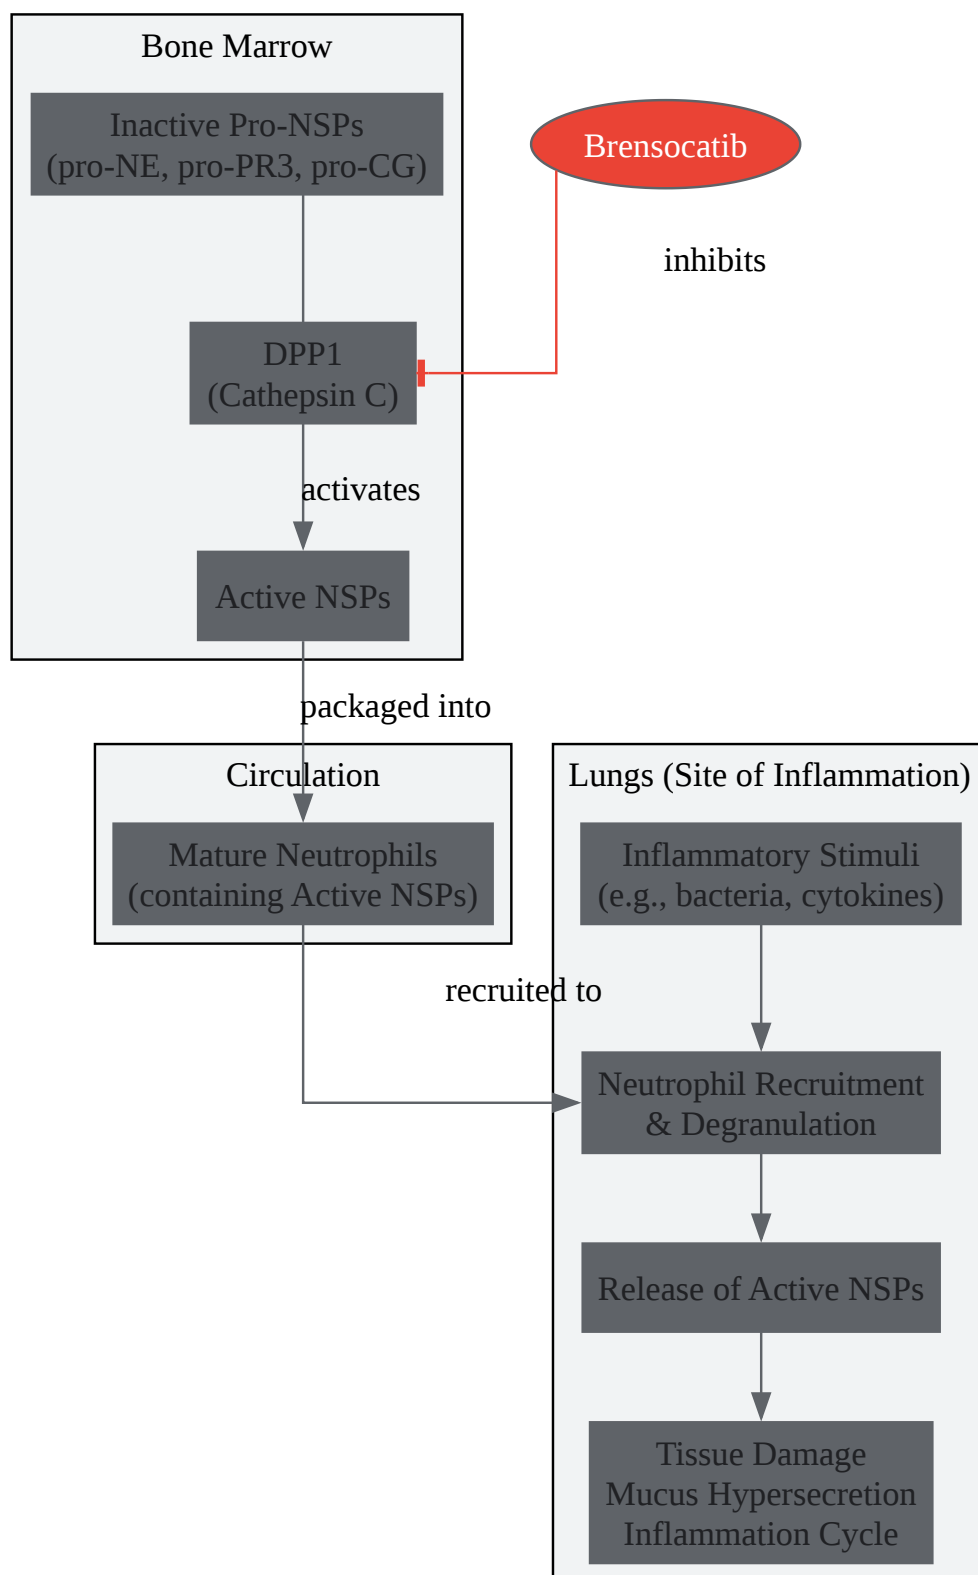 Bone Marrow
Inactive Pro-NSPs
(pro-NE, pro-PR3, pro-CG)
Brensocatib
inhibits
DPP1
(Cathepsin C)
activates
Active NSPs
packaged into
Circulation
Mature Neutrophils
(containing Active NSPs)
Lungs (Site of Inflammation)
Inflammatory Stimuli
(e.g., bacteria, cytokines)
recruited to
Neutrophil Recruitment
& Degranulation
Release of Active NSPs
Tissue Damage
Mucus Hypersecretion
Inflammation Cycle